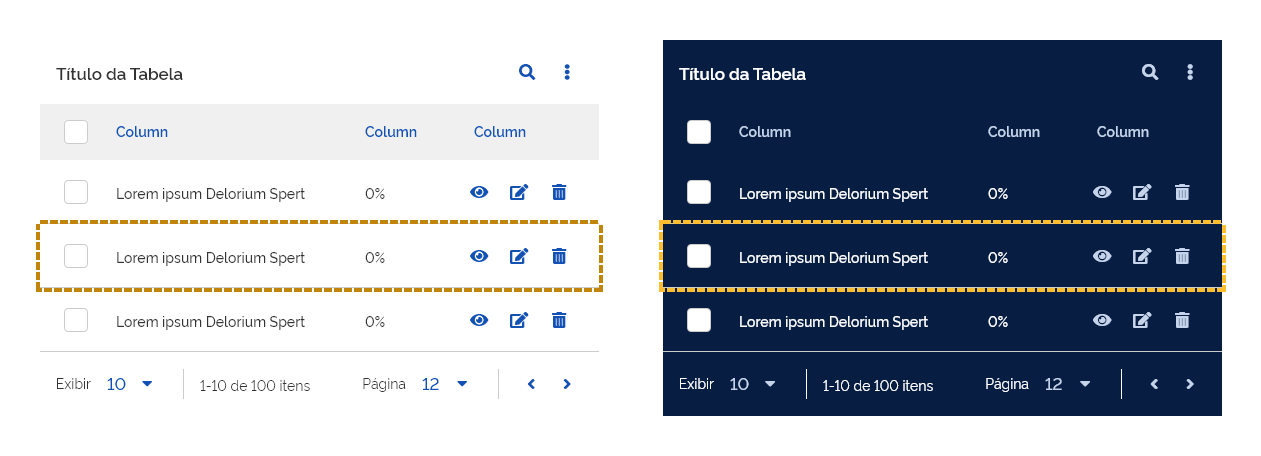 Título da Tabela
Column Column Column
Lorem ipsum Delorium Spert 0%
Lorem ipsum Delorium Spert 0%
Lorem ipsum Delorium Spert 0%
Exibir 10 1-10 de 100 itens Página 12
Título da Tabela
Column Column Column
Lorem ipsum Delorium Spert 0%
Lorem ipsum Delorium Spert 0%
Lorem ipsum Delorium Spert 0%
Exibir 10 1-10 de 100 itens Página 12